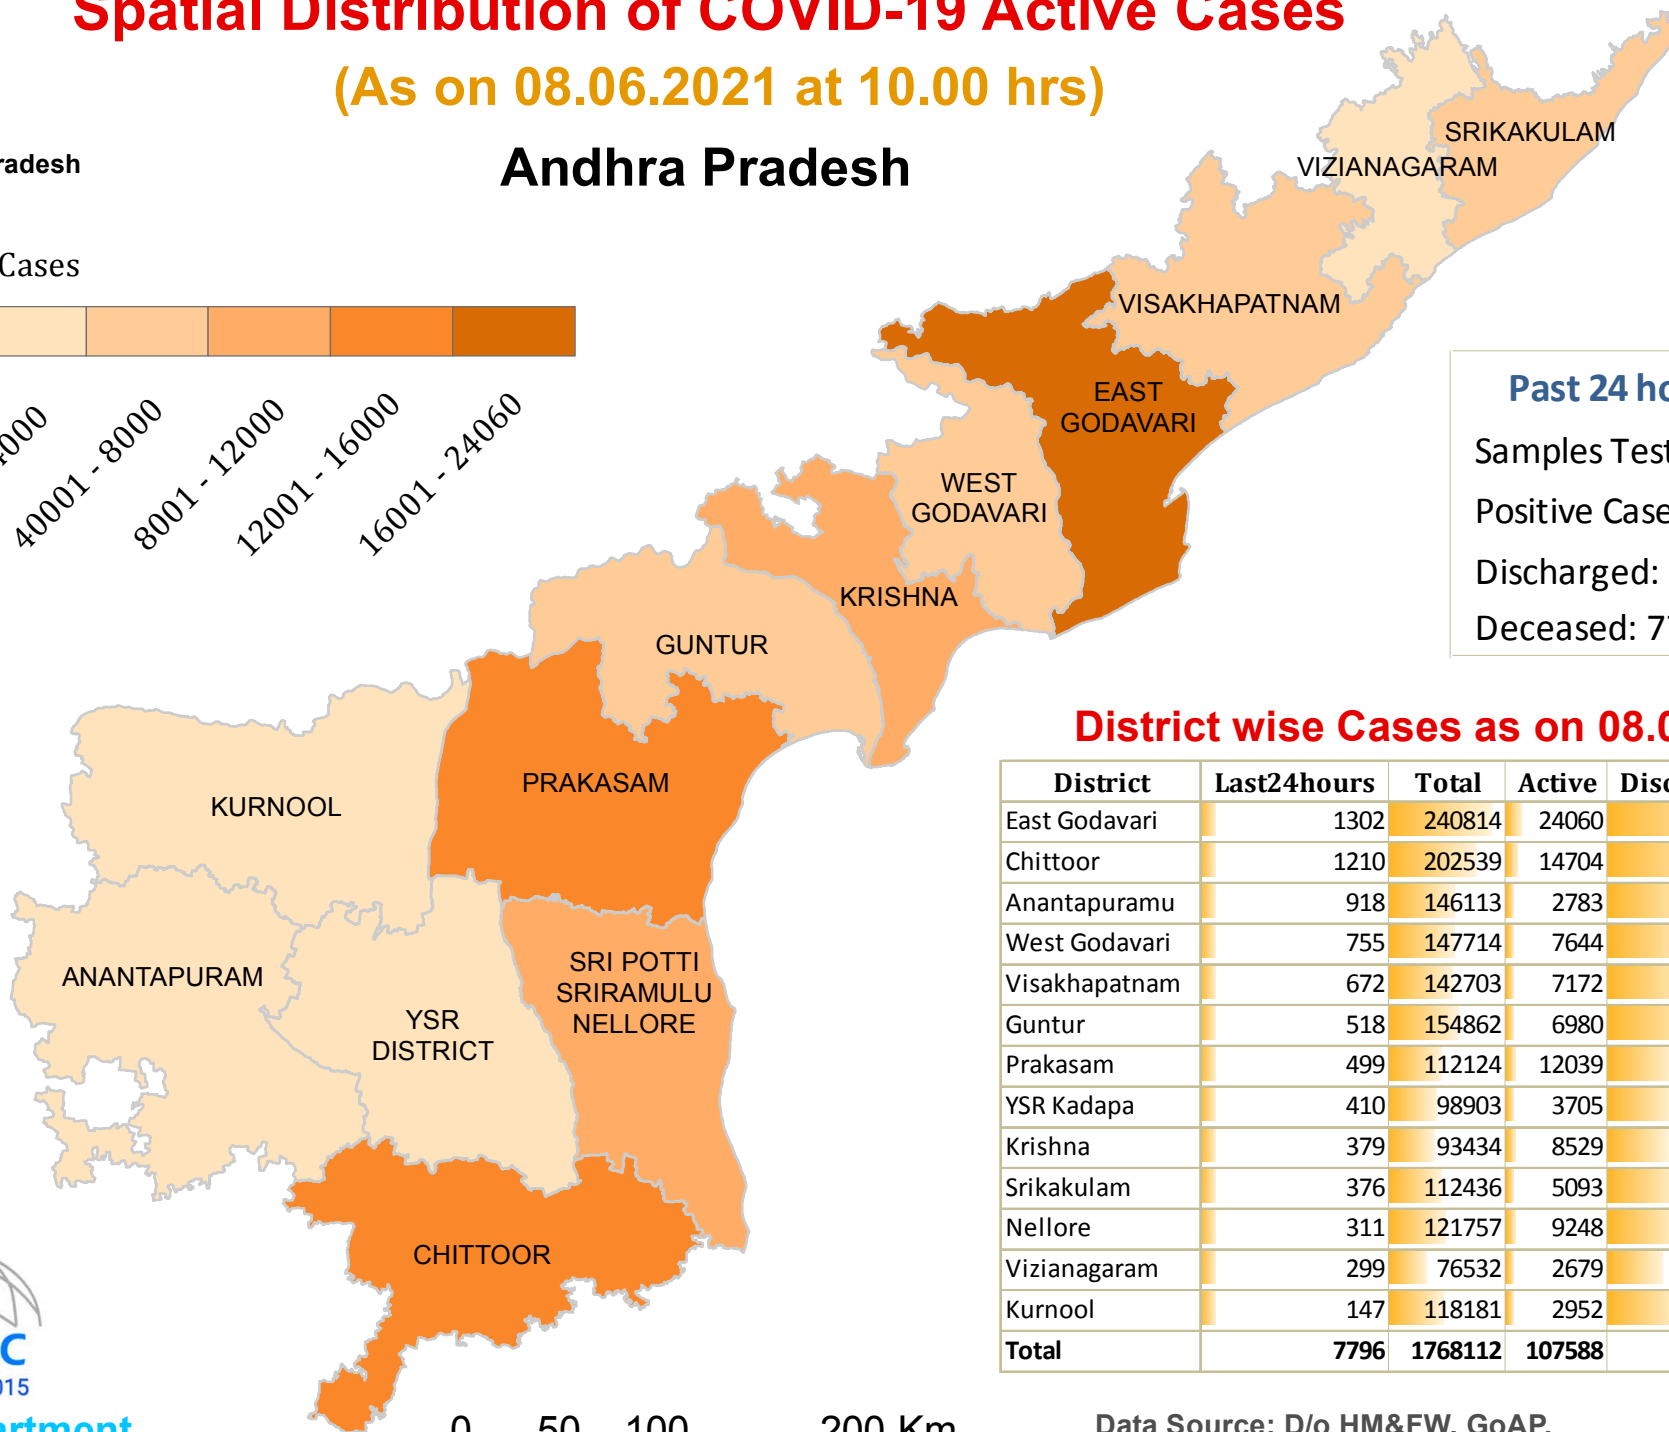 Spatial Distribution of COVID-19 Active Cases
(As on 08.06.2021 at 10.00 hrs)
Andhra Pradesh
radesh
Cases
4000
40001 - 8000
8001 - 12000
12001 - 16000
16001 - 24060
SRIKAKULAM
VIZIANAGARAM
VISAKHAPATNAM
EAST
GODAVARI
WEST
GODAVARI
KRISHNA
GUNTUR
PRAKASAM
KURNOOL
ANANTAPURAM
YSR
DISTRICT
SRI POTTI
SRIRAMULU
NELLORE
CHITTOOR
Past 24 ho
Samples Test
Positive Case
Discharged:
Deceased: 77
District wise Cases as on 08.0
District Last24hours Total Active Disc
East Godavari 1302 240814 24060
Chittoor 1210 202539 14704
Anantapuramu 918 146113 2783
West Godavari 755 147714 7644
Visakhapatnam 672 142703 7172
Guntur 518 154862 6980
Prakasam 499 112124 12039
YSR Kadapa 410 98903 3705
Krishna 379 93434 8529
Srikakulam 376 112436 5093
Nellore 311 121757 9248
Vizianagaram 299 76532 2679
Kurnool 147 118181 2952
Total 7796 1768112 107588
C
015
artment
0 50 100 200 Km
Data Source: D/o HM&FW, GoAP.